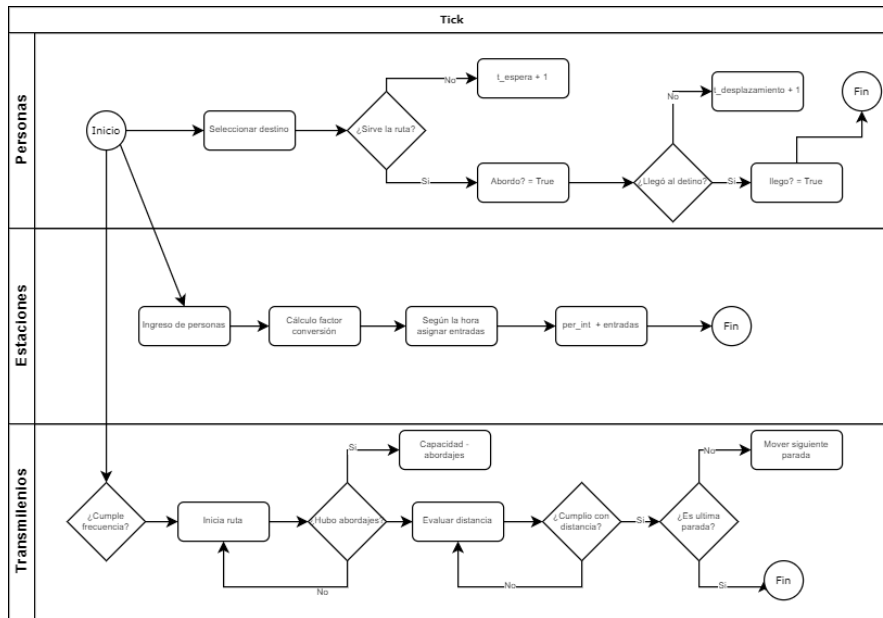 Tick
Personas
Inicio
Seleccionar destino
¿Sirve la ruta?
No
t_espera + 1
Si
Abordo? = True
¿Llegó al detino?
No
t_desplazamiento + 1
Si
llego? = True
Fin
Estaciones
Ingreso de personas
Cálculo factor
conversión
Según la hora
asignar entradas
per_int + entradas
Fin
Transmilenios
¿Cumple
frecuencia?
Inicia ruta
¿Hubo abordajes?
Si
Capacidad -
abordajes
No
Evaluar distancia
¿Cumplio con
distancia?
No
Si
¿Es ultima
parada?
No
Mover siguiente
parada
Si
Fin